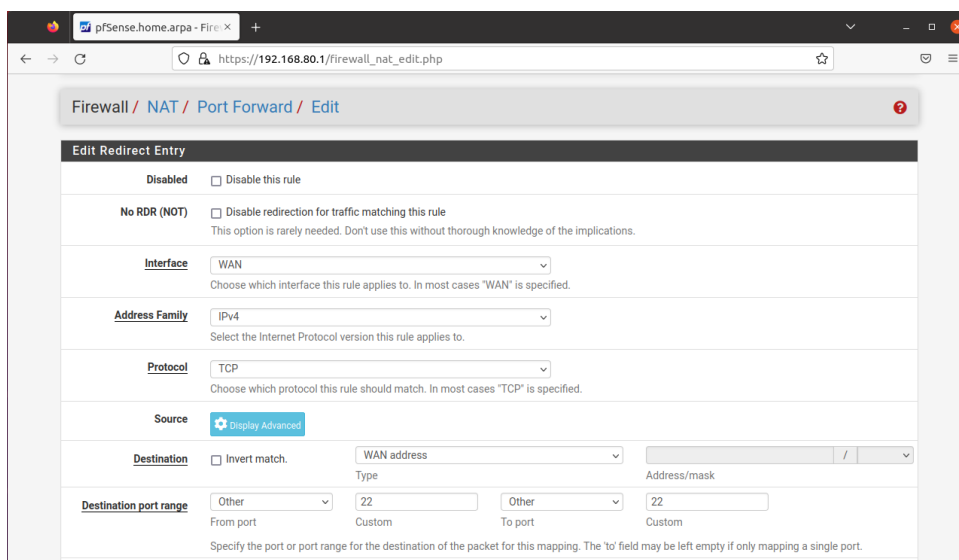 pfSense.home.arpa - Firew
https://192.168.80.1/firewall_nat_edit.php
Firewall / NAT / Port Forward / Edit
Edit Redirect Entry
Disabled Disable this rule
No RDR (NOT) Disable redirection for traffic matching this rule
This option is rarely needed. Don't use this without thorough knowledge of the implications.
Interface WAN
Choose which interface this rule applies to. In most cases "WAN" is specified.
Address Family IPv4
Select the Internet Protocol version this rule applies to.
Protocol TCP
Choose which protocol this rule should match. In most cases "TCP" is specified.
Source Display Advanced
Destination Invert match. WAN address /
Type Address/mask
Destination port range Other 22 Other 22
From port Custom To port Custom
Specify the port or port range for the destination of the packet for this mapping. The 'to' field may be left empty if only mapping a single port.